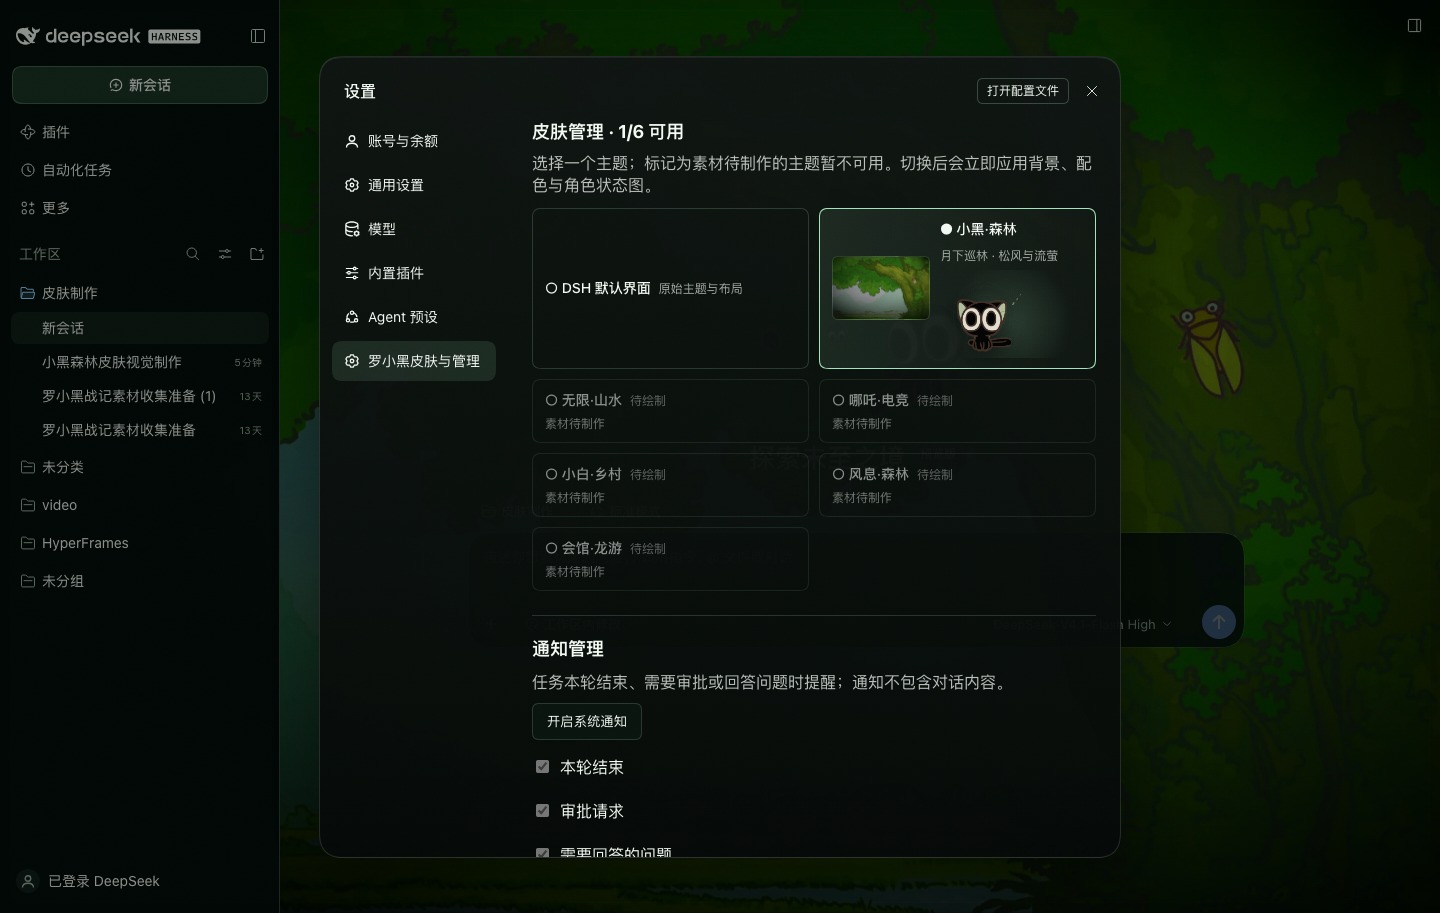 deepseek HARNESS
新会话
插件
自动化任务
更多
工作区
皮肤制作
新会话
小黑森林皮肤视觉制作 5分钟
罗小黑战记素材收集准备 (1) 13天
罗小黑战记素材收集准备 13天
未分类
video
HyperFrames
未分组
已登录 DeepSeek
设置
打开配置文件
账号与余额
通用设置
模型
内置插件
Agent 预设
罗小黑皮肤与管理
皮肤管理 · 1/6 可用
选择一个主题；标记为素材待制作的主题暂不可用。切换后会立即应用背景、配
色与角色状态图。
DSH 默认界面 原始主题与布局
小黑·森林
月下巡林 · 松风与流萤
无限·山水 待绘制
素材待制作
哪吒·电竞 待绘制
素材待制作
小白·乡村 待绘制
素材待制作
风息·森林 待绘制
素材待制作
会馆·龙游 待绘制
素材待制作
通知管理
任务本轮结束、需要审批或回答问题时提醒；通知不包含对话内容。
开启系统通知
本轮结束
审批请求
需要回答的问题
High